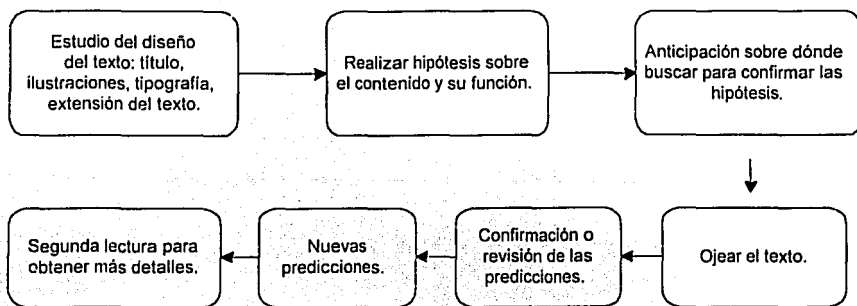 Estudio del diseño
del texto: título,
ilustraciones, tipografía,
extensión del texto.
Realizar hipótesis sobre
el contenido y su función.
Anticipación sobre dónde
buscar para confirmar las
hipótesis.
Ojear el texto.
Confirmación o
revisión de las
predicciones.
Nuevas
predicciones.
Segunda lectura para
obtener más detalles.